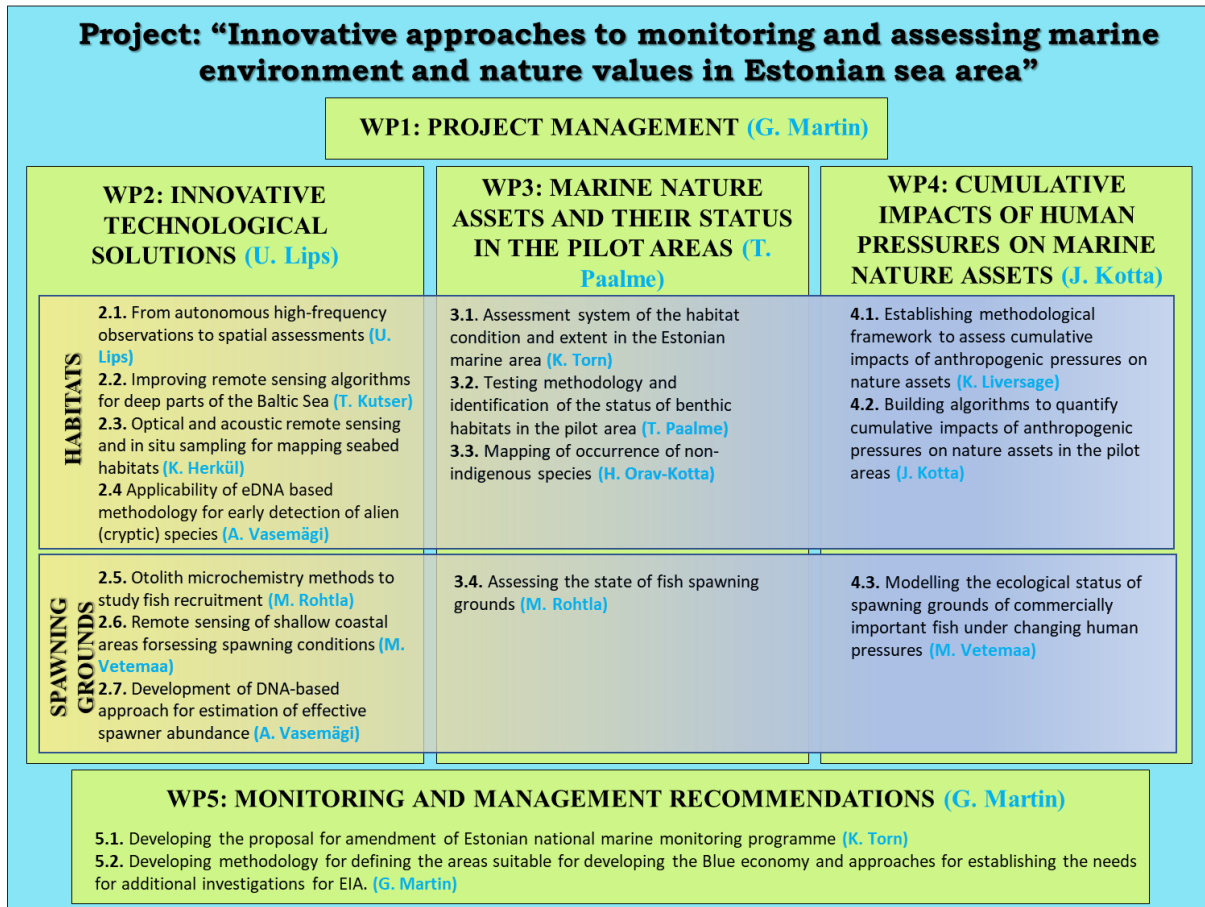 Project: “Innovative approaches to monitoring and assessing marine
environment and nature values in Estonian sea area”
WP1: PROJECT MANAGEMENT (G. Martin)
WP2: INNOVATIVE
TECHNOLOGICAL
SOLUTIONS (U. Lips)
WP3: MARINE NATURE
ASSETS AND THEIR STATUS
IN THE PILOT AREAS (T.
Paalme)
WP4: CUMULATIVE
IMPACTS OF HUMAN
PRESSURES ON MARINE
NATURE ASSETS (J. Kotta)
HABITATS
2.1. From autonomous high-frequency
observations to spatial assessments (U.
Lips)
2.2. Improving remote sensing algorithms
for deep parts of the Baltic Sea (T. Kutser)
2.3. Optical and acoustic remote sensing
and in situ sampling for mapping seabed
habitats (K. Herkül)
2.4 Applicability of eDNA based
methodology for early detection of alien
(cryptic) species (A. Vasemägi)
3.1. Assessment system of the habitat
condition and extent in the Estonian
marine area (K. Torn)
3.2. Testing methodology and
identification of the status of benthic
habitats in the pilot area (T. Paalme)
3.3. Mapping of occurrence of non-
indigenous species (H. Orav-Kotta)
4.1. Establishing methodological
framework to assess cumulative
impacts of anthropogenic pressures on
nature assets (K. Liversage)
4.2. Building algorithms to quantify
cumulative impacts of anthropogenic
pressures on nature assets in the pilot
areas (J. Kotta)
SPAWNING
GROUNDS
2.5. Otolith microchemistry methods to
study fish recruitment (M. Rohtla)
2.6. Remote sensing of shallow coastal
areas forsessing spawning conditions (M.
Vetemaa)
2.7. Development of DNA-based
approach for estimation of effective
spawner abundance (A. Vasemägi)
3.4. Assessing the state of fish spawning
grounds (M. Rohtla)
4.3. Modelling the ecological status of
spawning grounds of commercially
important fish under changing human
pressures (M. Vetemaa)
WP5: MONITORING AND MANAGEMENT RECOMMENDATIONS (G. Martin)
5.1. Developing the proposal for amendment of Estonian national marine monitoring programme (K. Torn)
5.2. Developing methodology for defining the areas suitable for developing the Blue economy and approaches for establishing the needs
for additional investigations for EIA. (G. Martin)